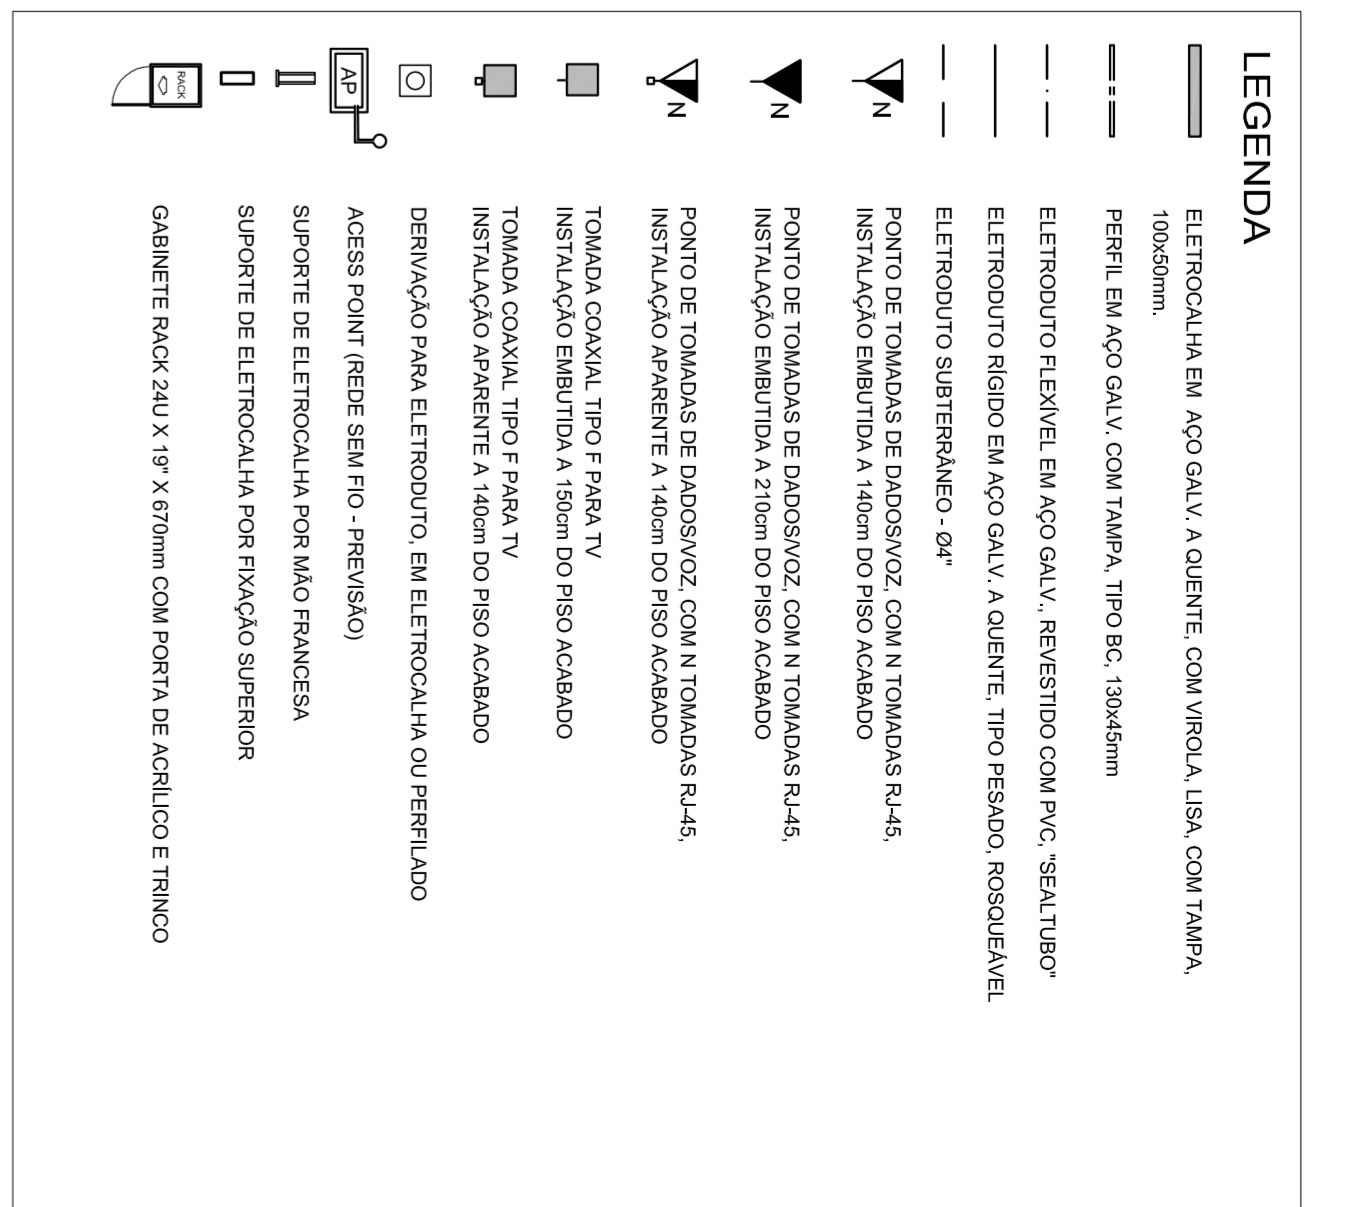 LEGENDA
ELETROCALHA EM AÇO GALV. A QUENTE, COM VIROLA, LISA, COM TAMPA,
100x50mm.
PERFIL EM AÇO GALV. COM TAMPA, TIPO BC, 130x45mm
ELETRODUTO FLEXÍVEL EM AÇO GALV., REVESTIDO COM PVC, "SEALTUBO"
ELETRODUTO RÍGIDO EM AÇO GALV. A QUENTE, TIPO PESADO, ROSQUEÁVEL
ELETRODUTO SUBTERRÂNEO - Ø4"
N
PONTO DE TOMADAS DE DADOS/VOZ, COM N TOMADAS RJ-45,
INSTALAÇÃO EMBUTIDA A 140cm DO PISO ACABADO
N
PONTO DE TOMADAS DE DADOS/VOZ, COM N TOMADAS RJ-45,
INSTALAÇÃO EMBUTIDA A 210cm DO PISO ACABADO
N
PONTO DE TOMADAS DE DADOS/VOZ, COM N TOMADAS RJ-45,
INSTALAÇÃO APARENTE A 140cm DO PISO ACABADO
TOMADA COAXIAL TIPO F PARA TV
INSTALAÇÃO EMBUTIDA A 150cm DO PISO ACABADO
TOMADA COAXIAL TIPO F PARA TV
INSTALAÇÃO APARENTE A 140cm DO PISO ACABADO
DERIVAÇÃO PARA ELETRODUTO, EM ELETROCALHA OU PERFILADO
AP
ACESS POINT (REDE SEM FIO - PREVISÃO)
SUPORTE DE ELETROCALHA POR MÃO FRANCESA
SUPORTE DE ELETROCALHA POR FIXAÇÃO SUPERIOR
RACK
GABINETE RACK 24U X 19" X 670mm COM PORTA DE ACRÍLICO E TRINCO